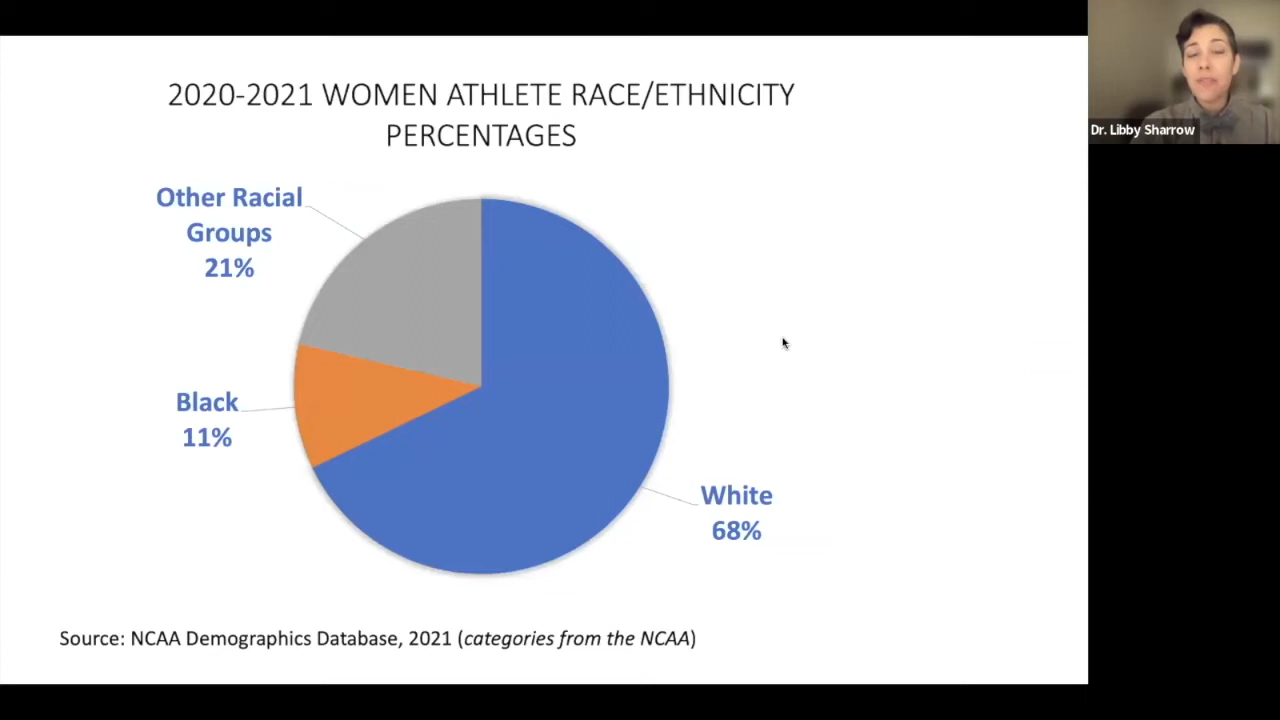 2020-2021 WOMEN ATHLETE RACE/ETHNICITY
PERCENTAGES
Other Racial
Groups
21%
Black
11%
White
68%
Source: NCAA Demographics Database, 2021 (categories from the NCAA)
Dr. Libby Sharrow